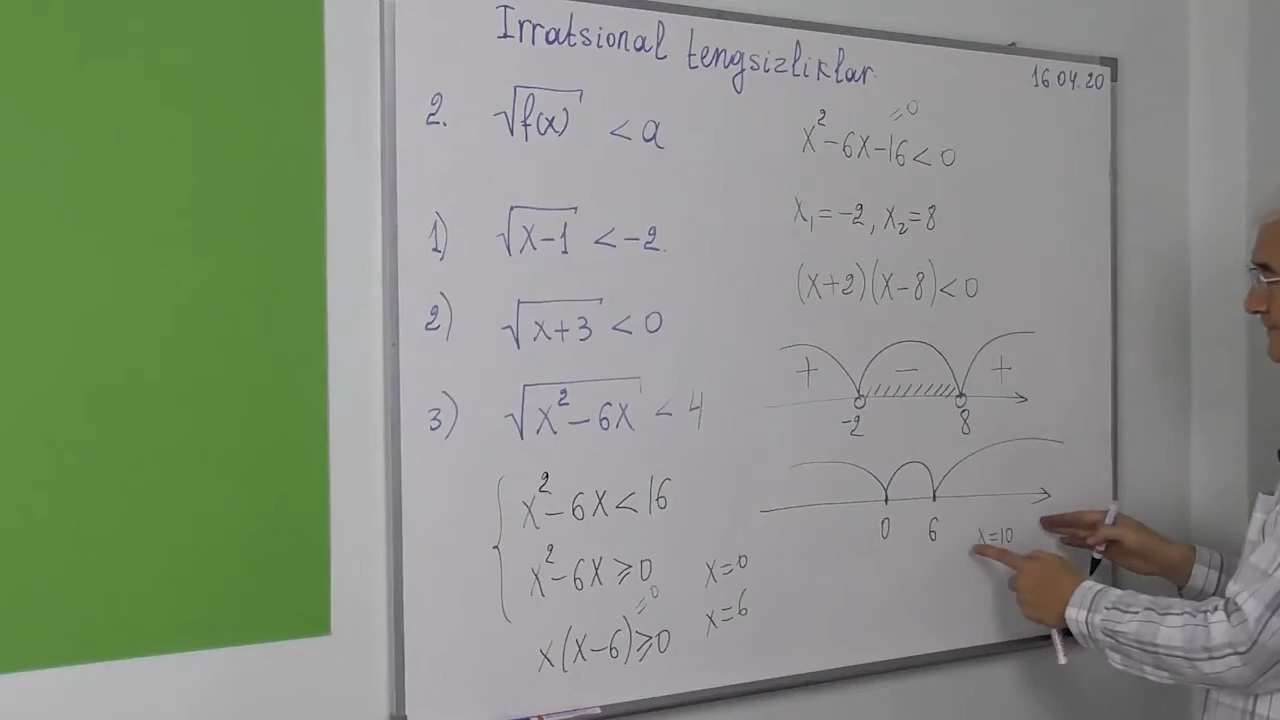 Irratsional tengsizliklar.
16 04.20
2. √f(x) < a
1) √x-1 < -2.
2) √x+3 < 0
3) √x²-6x < 4
x²-6x < 16
x²-6x ≥ 0
=0
x(x-6) ≥ 0
x=0
x=6
=0
x²-6x-16 < 0
x₁=-2, x₂=8
(x+2)(x-8) < 0
+ - +
-2 8
0 6 x=10